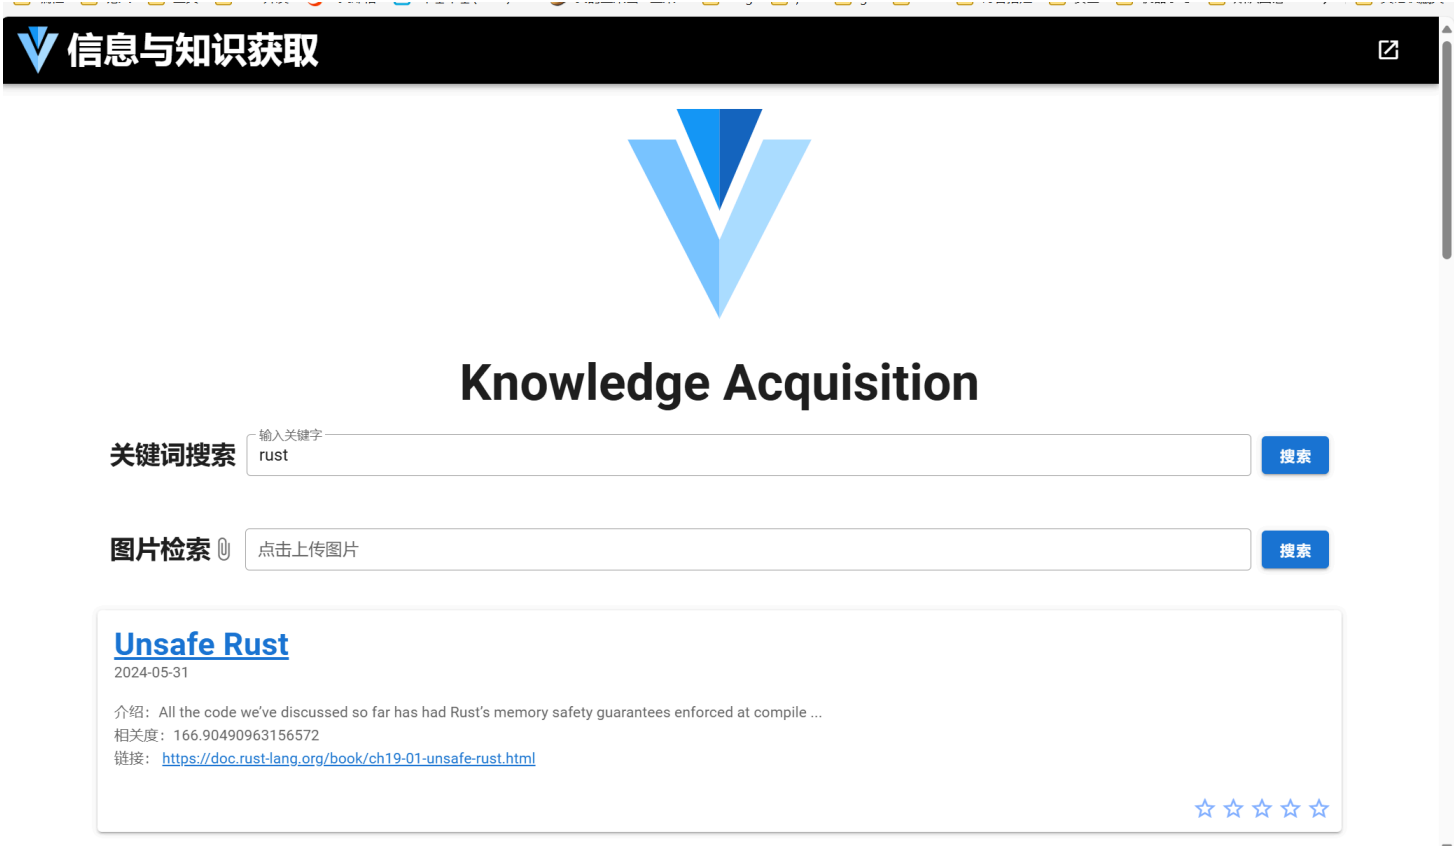 信息与知识获取
Knowledge Acquisition
关键词搜索
输入关键字
rust
搜索
图片检索
点击上传图片
搜索
Unsafe Rust
2024-05-31
介绍：All the code we’ve discussed so far has had Rust’s memory safety guarantees enforced at compile ...
相关度：166.90490963156572
链接： https://doc.rust-lang.org/book/ch19-01-unsafe-rust.html